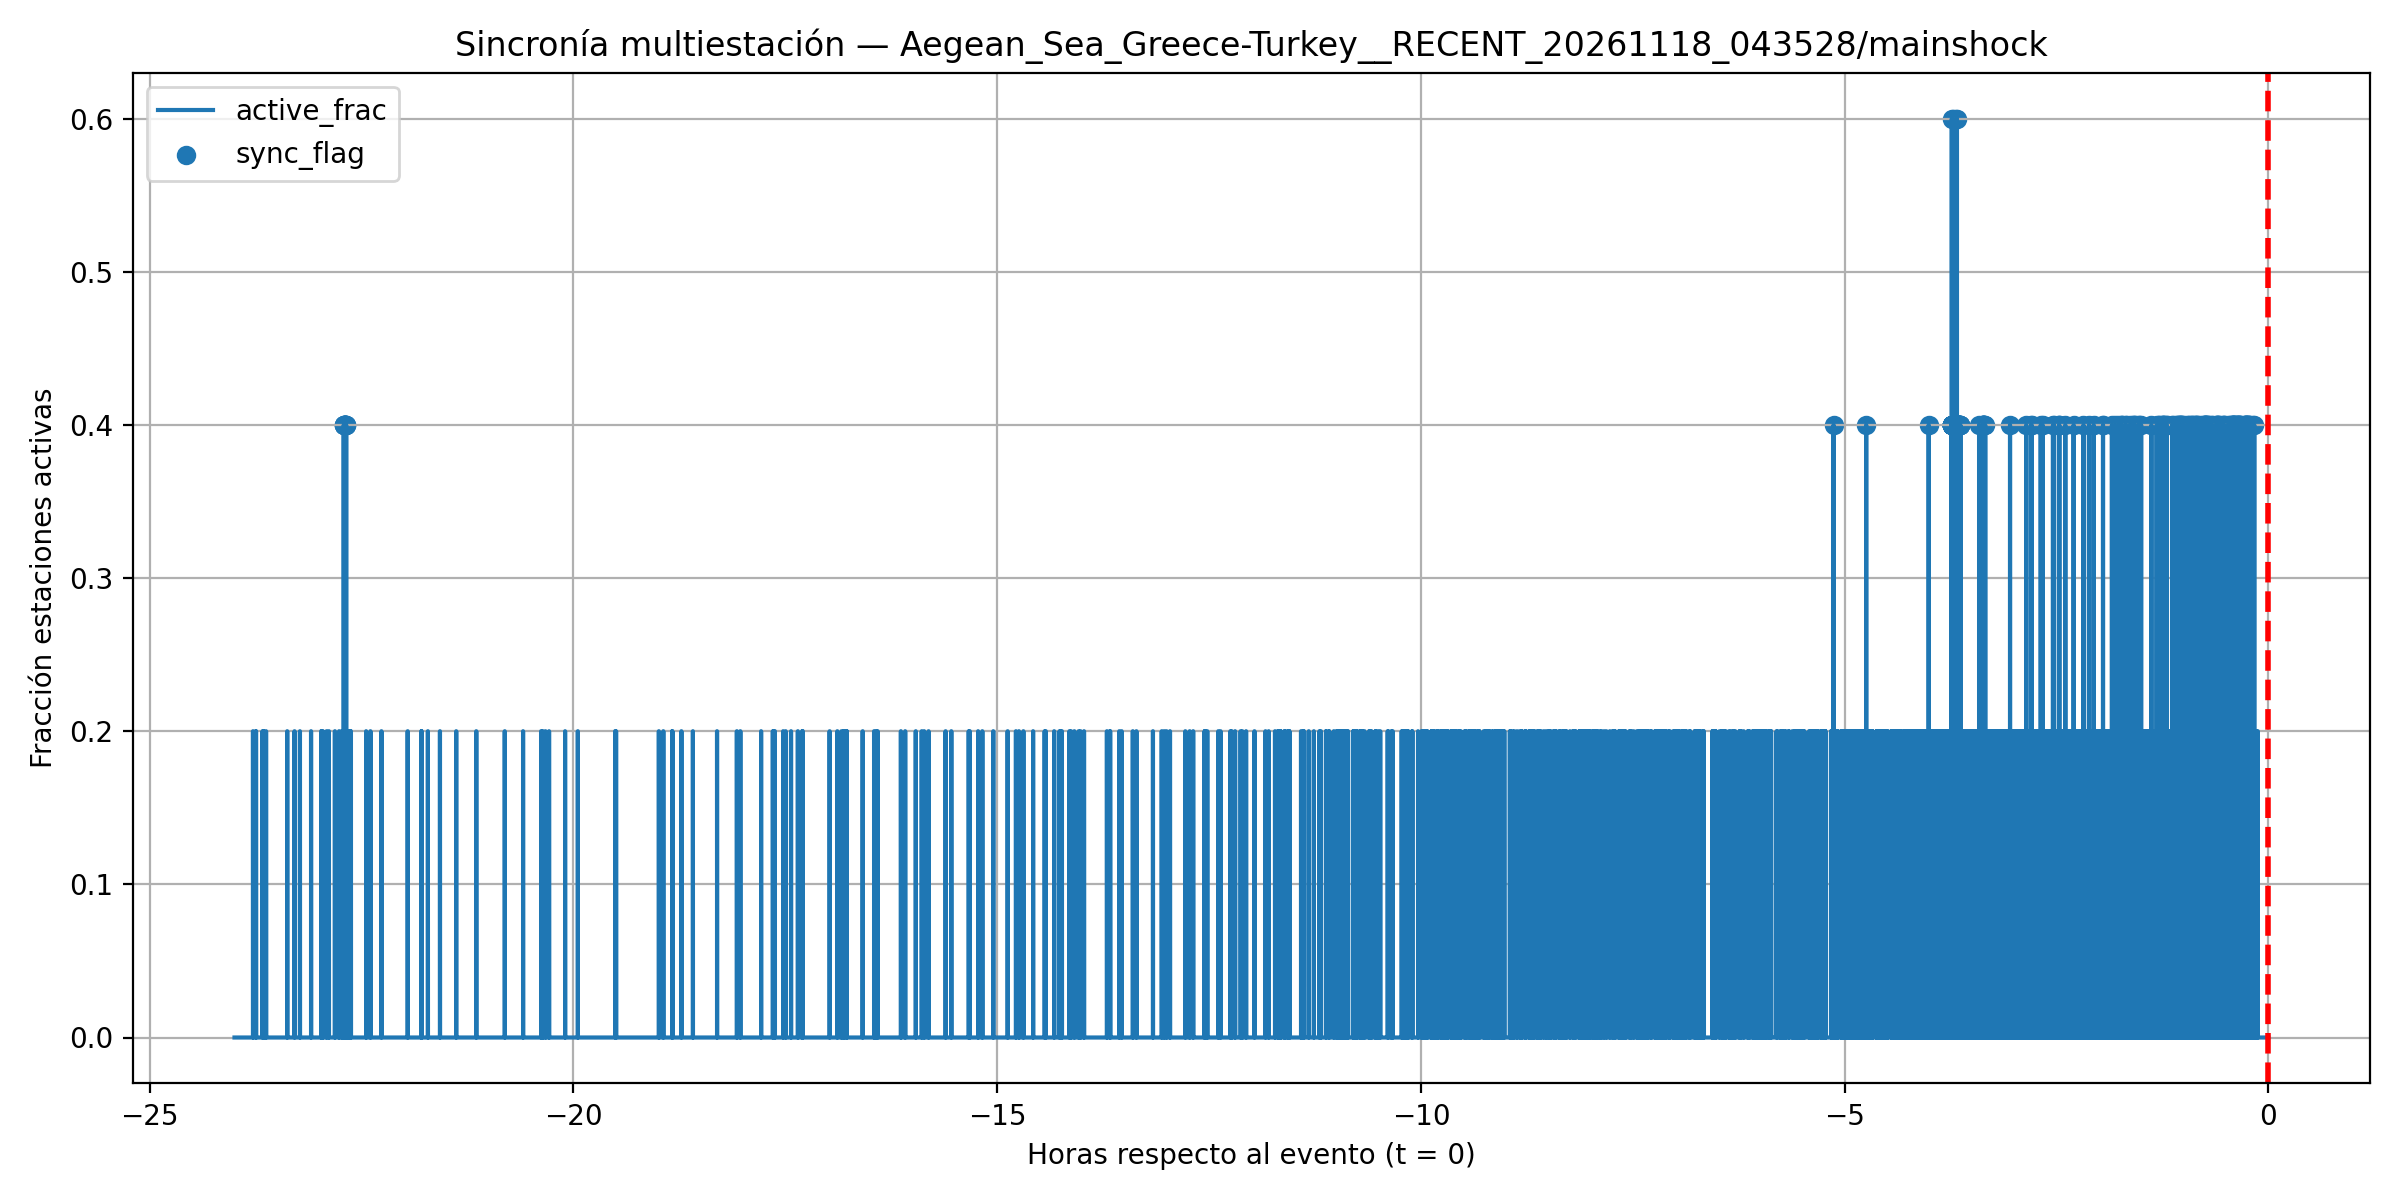 Sincronía multiestación — Aegean_Sea_Greece-Turkey__RECENT_20261118_043528/mainshock
active_frac
sync_flag
Fracción estaciones activas
0.6
0.5
0.4
0.3
0.2
0.1
0.0
−25
−20
−15
−10
−5
0
Horas respecto al evento (t = 0)